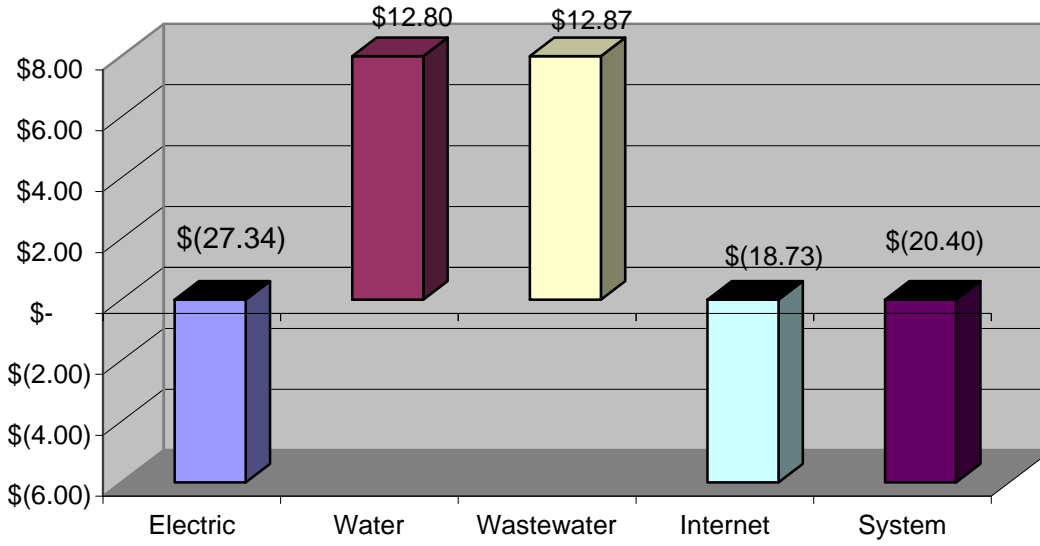 $12.80
$12.87
$8.00
$6.00
$4.00
$2.00
$-
$(2.00)
$(4.00)
$(6.00)
$(27.34)
$(18.73)
$(20.40)
Electric
Water
Wastewater
Internet
System